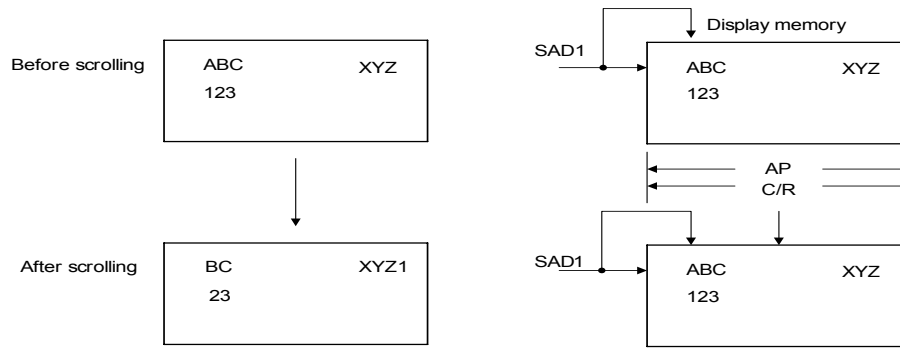 Display memory
SAD1
Before scrolling
ABC XYZ
123
ABC XYZ
123
AP
C/R
SAD1
After scrolling
BC XYZ1
23
ABC XYZ
123